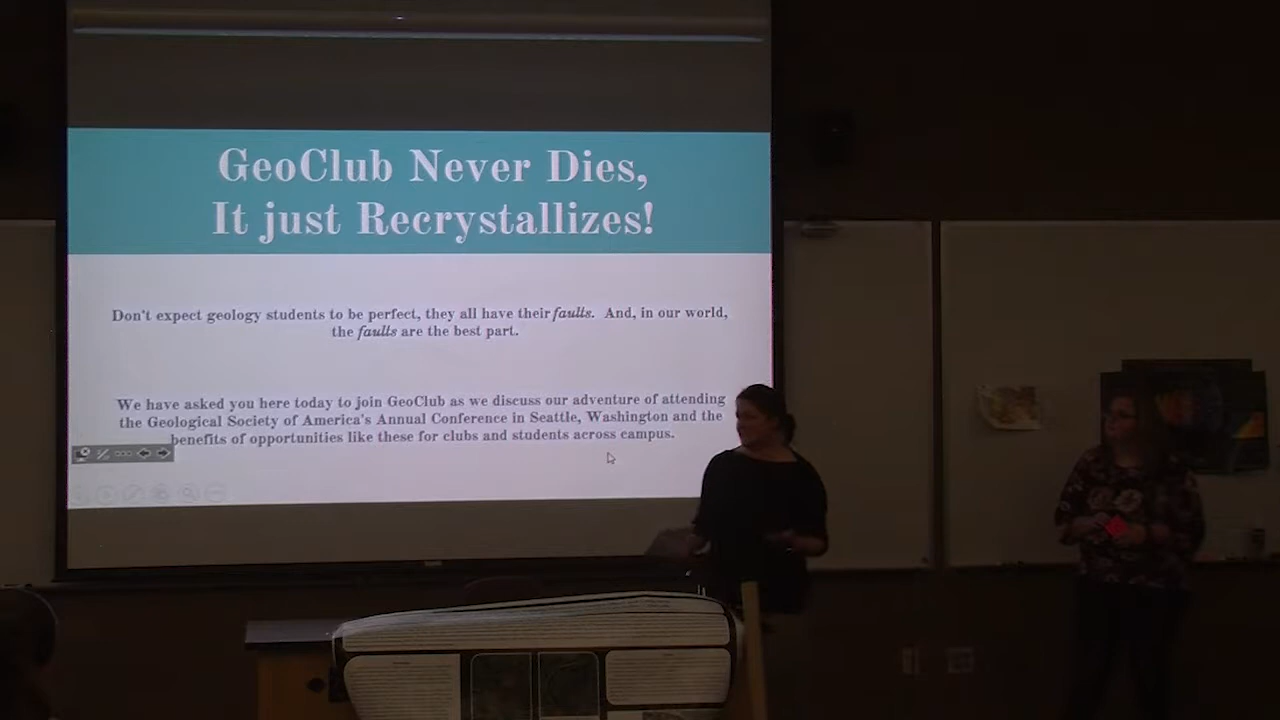 GeoClub Never Dies,
It just Recrystallizes!
Don't expect geology students to be perfect, they all have their faults. And, in our world,
the faults are the best part.
We have asked you here today to join GeoClub as we discuss our adventure of attending
the Geological Society of America's Annual Conference in Seattle, Washington and the
benefits of opportunities like these for clubs and students across campus.